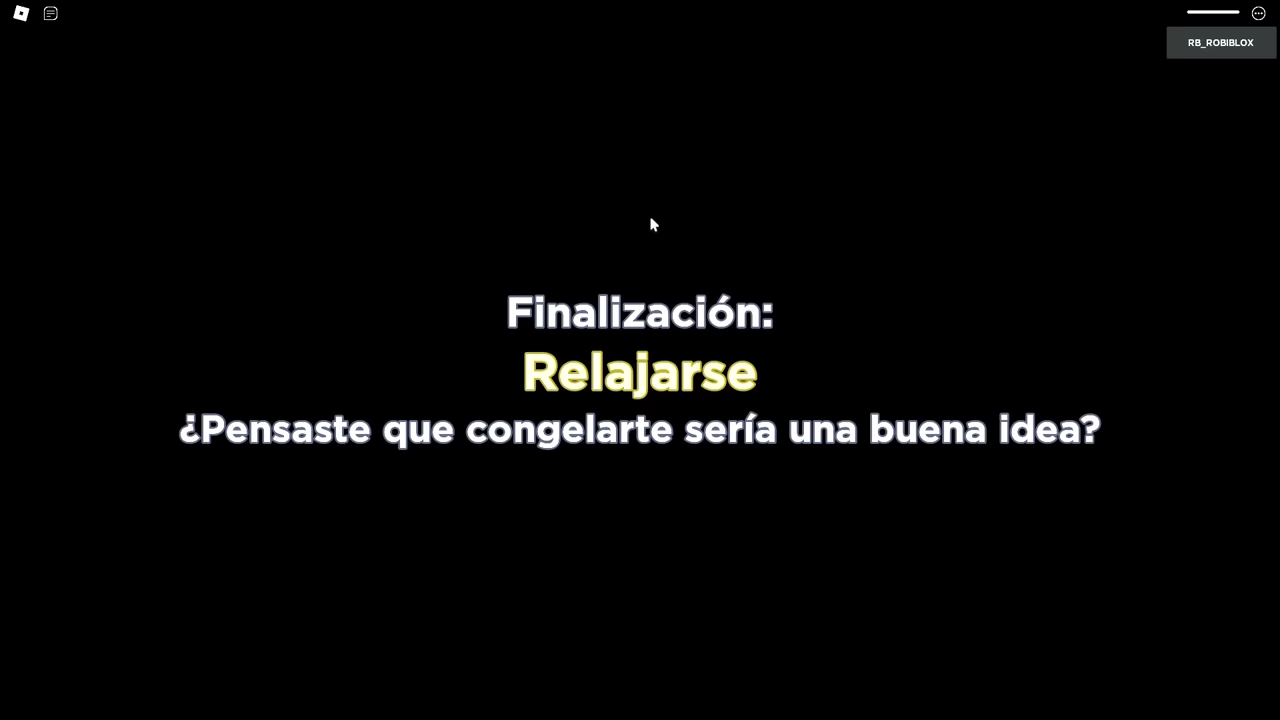 RB_ROBIBLOX
Finalización:
Relajarse
¿Pensaste que congelarte sería una buena idea?